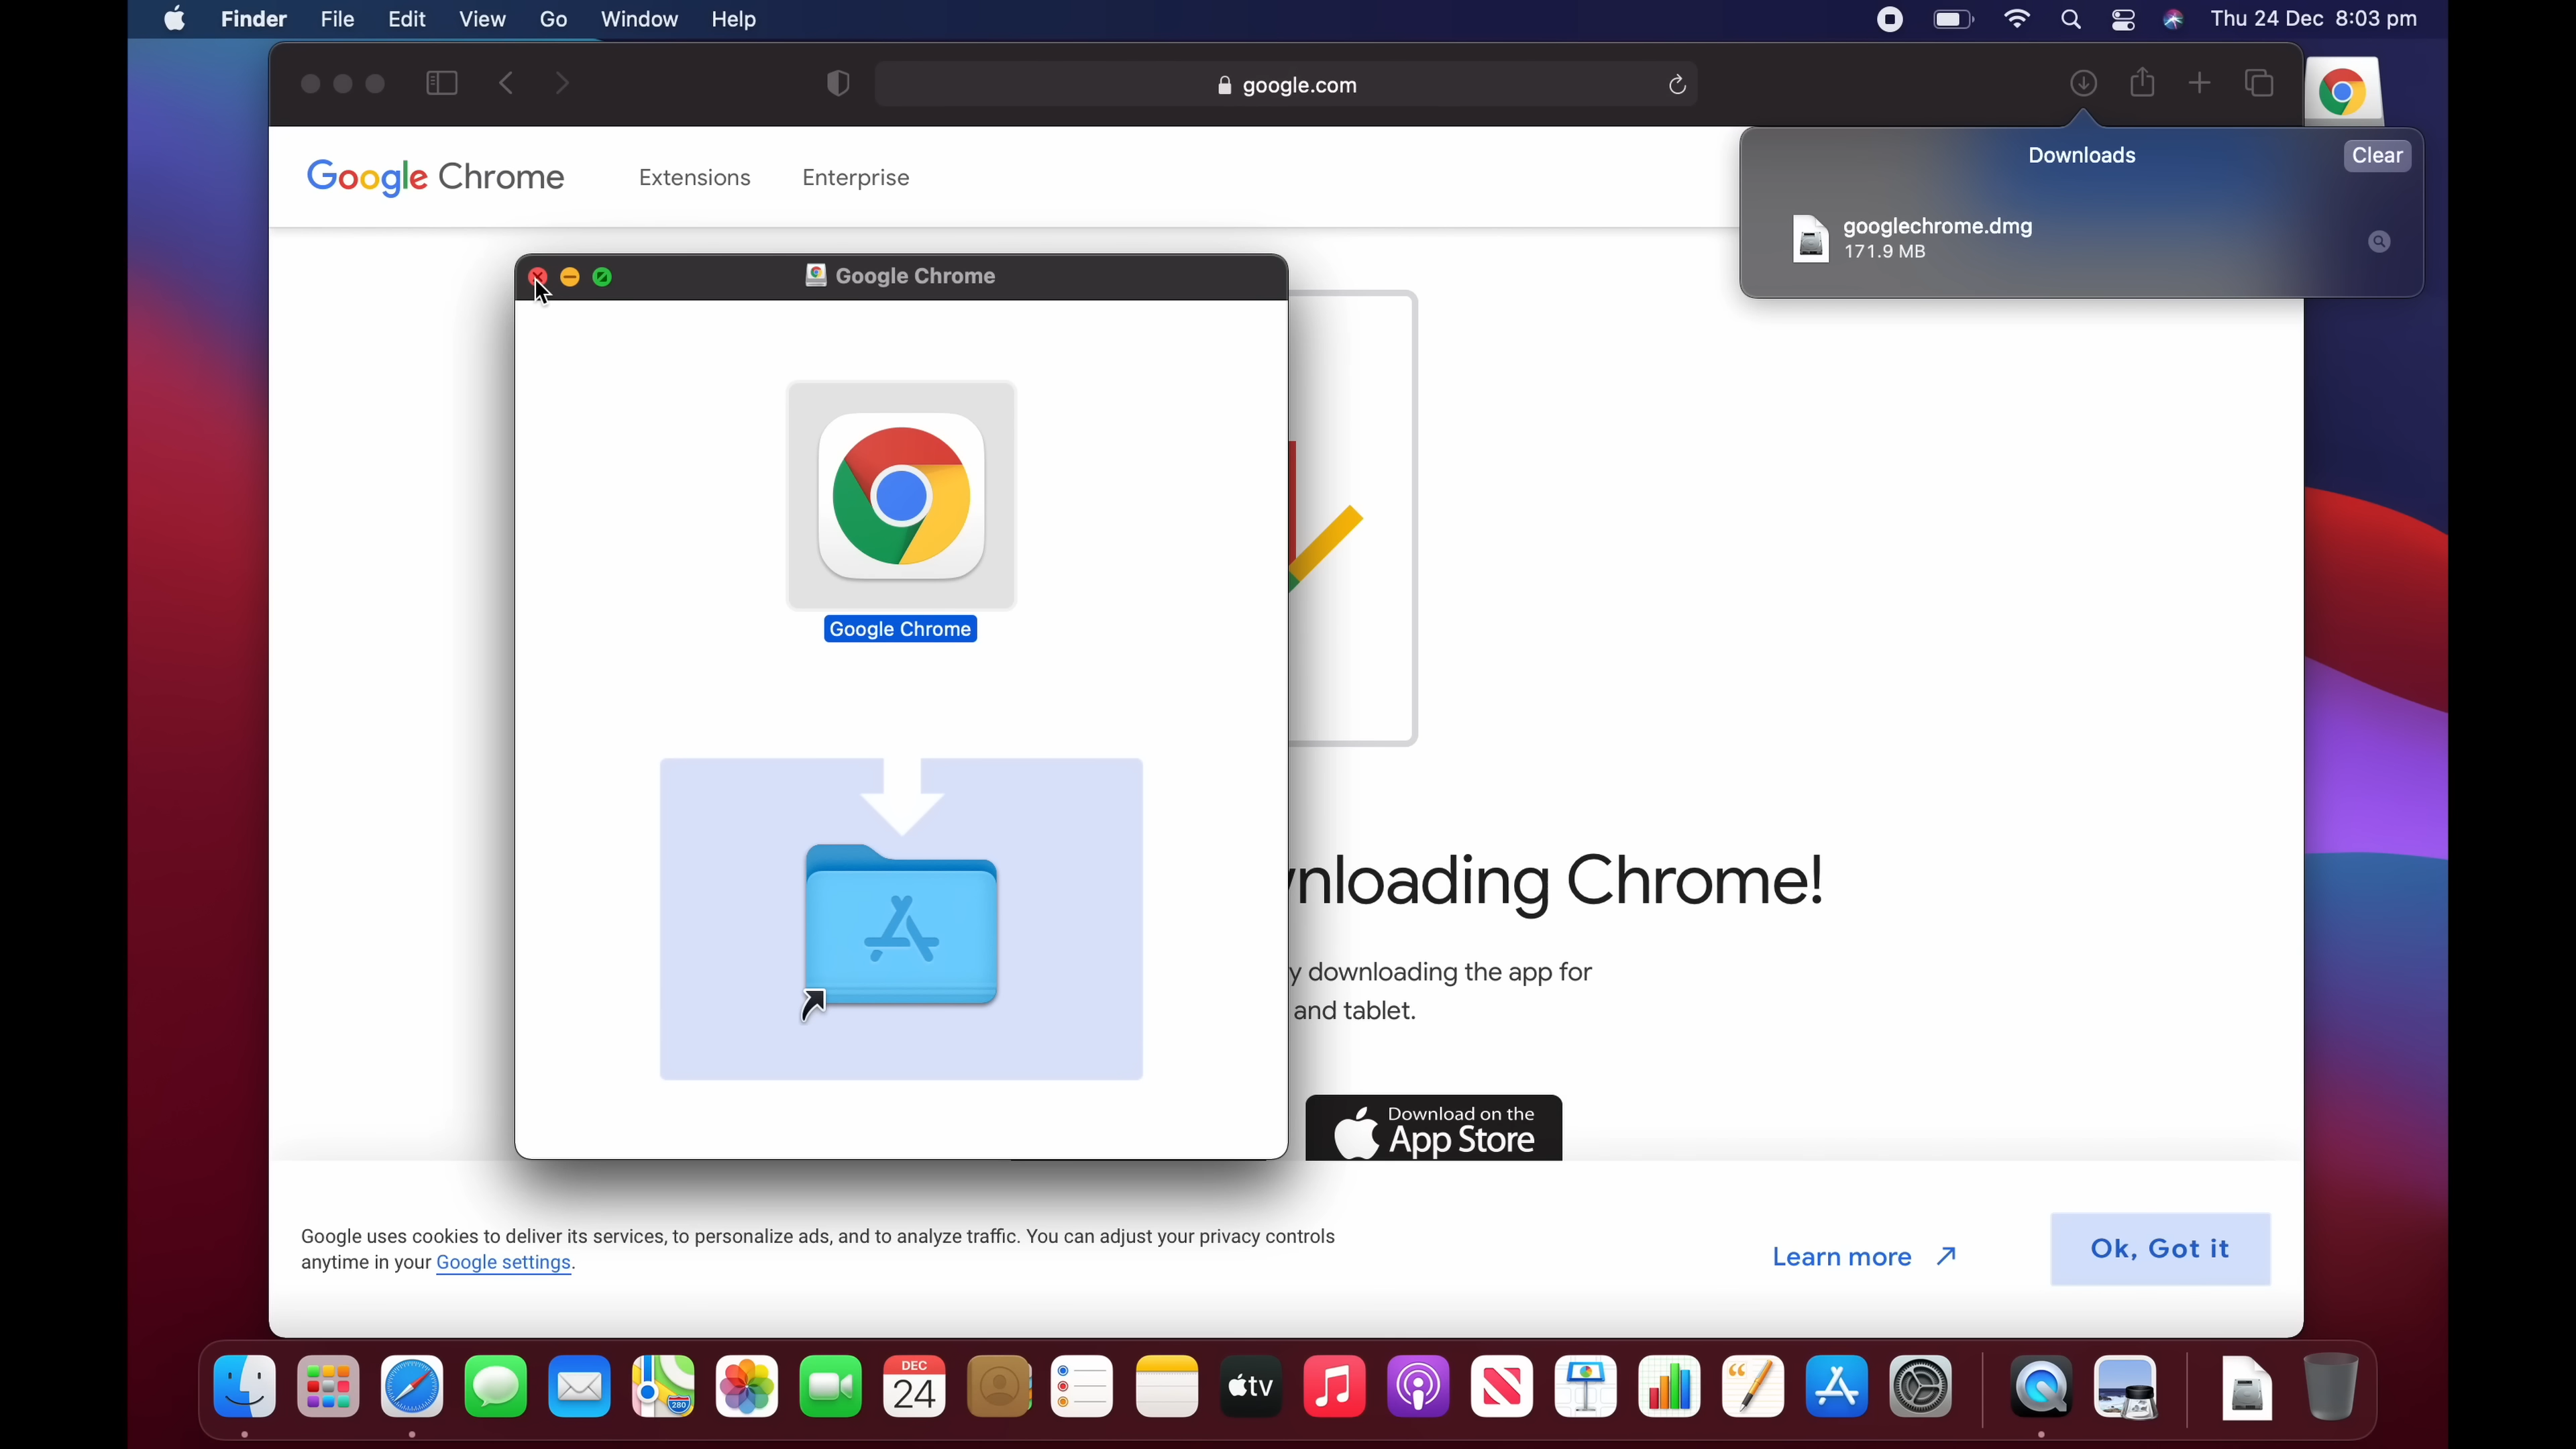 Finder File Edit View Go Window Help Thu 24 Dec 8:03 pm
google.com
Google Chrome Extensions Enterprise
Downloads Clear
googlechrome.dmg
171.9 MB
Google Chrome
Google Chrome
nloading Chrome!
y downloading the app for
and tablet.
Download on the
App Store
Google uses cookies to deliver its services, to personalize ads, and to analyze traffic. You can adjust your privacy controls
anytime in your Google settings.
Learn more Ok, Got it
280
DEC
24
tv